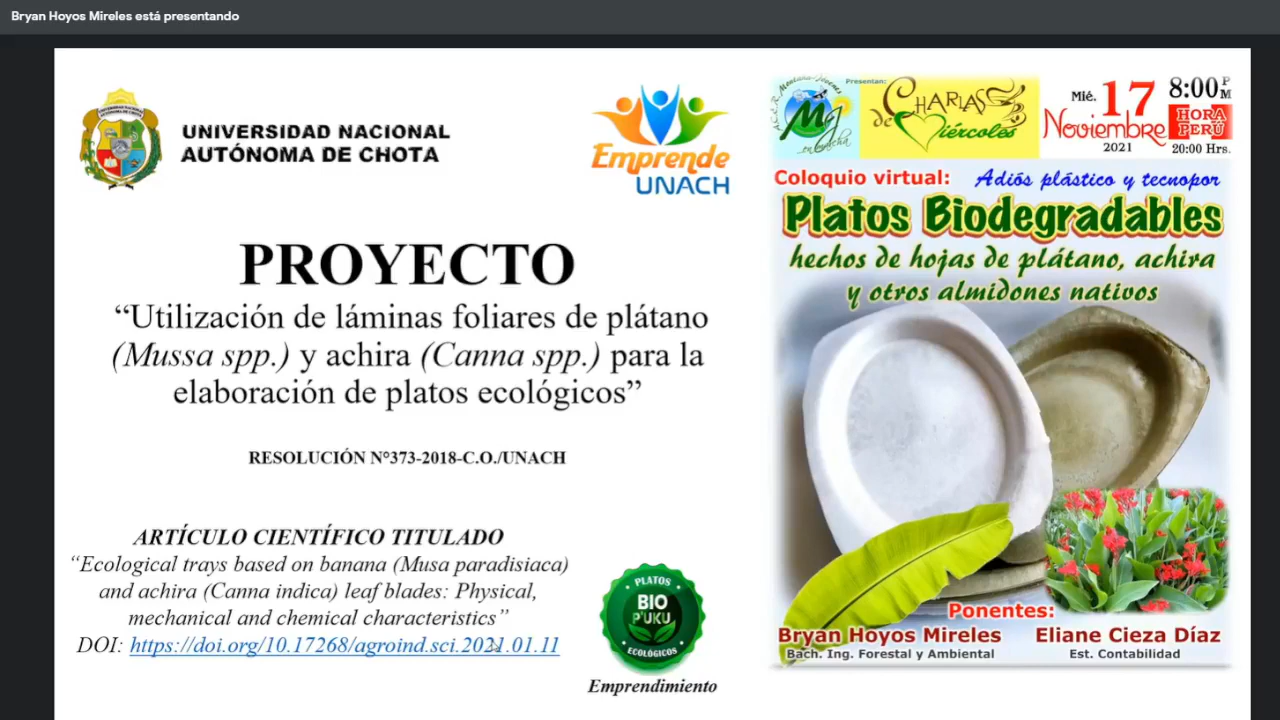 Bryan Hoyos Mireles está presentando
UNIVERSIDAD NACIONAL
AUTÓNOMA DE CHOTA
Emprende
UNACH
PROYECTO
“Utilización de láminas foliares de plátano
(Mussa spp.) y achira (Canna spp.) para la
elaboración de platos ecológicos”
RESOLUCIÓN N°373-2018-C.O./UNACH
ARTÍCULO CIENTÍFICO TITULADO
“Ecological trays based on banana (Musa paradisiaca)
and achira (Canna indica) leaf blades: Physical,
mechanical and chemical characteristics”
DOI: https://doi.org/10.17268/agroind.sci.2021.01.11
PLATOS
BIO
P'UKU
ECOLÓGICOS
Emprendimiento
Presentan:
CHARLAS
de Miércoles
Mié. 17
Noviembre
2021
8:00 PM
HORA
PERÚ
20:00 Hrs.
Coloquio virtual: Adiós plástico y tecnopor
Platos Biodegradables
hechos de hojas de plátano, achira
y otros almidones nativos
Ponentes:
Bryan Hoyos Mireles
Bach. Ing. Forestal y Ambiental
Eliane Cieza Díaz
Est. Contabilidad